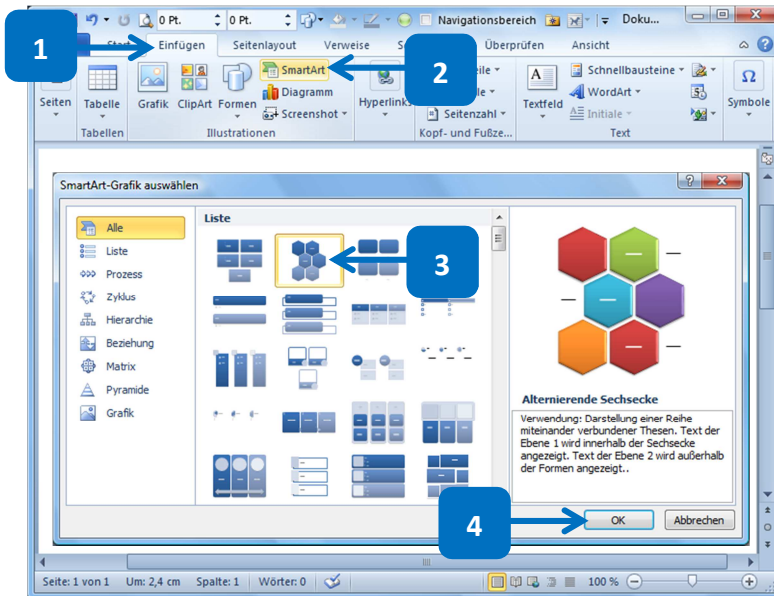 0 Pt. 0 Pt. Navigationsbereich Doku...
1
Einfügen Seitenlayout Verweise Überprüfen Ansicht
2
SmartArt Schnellbausteine
Diagramm WordArt
Seiten Tabelle Grafik ClipArt Formen Screenshot Hyperlinks Seitenzahl Textfeld Initiale Symbole
Tabellen Illustrationen Kopf- und Fußze... Text
SmartArt-Grafik auswählen
Alle
Liste
Prozess
Zyklus
Hierarchie
Beziehung
Matrix
Pyramide
Grafik
Liste
3
Alternierende Sechsecke
Verwendung: Darstellung einer Reihe
miteinander verbundener Thesen. Text der
Ebene 1 wird innerhalb der Sechsecke
angezeigt. Text der Ebene 2 wird außerhalb
der Formen angezeigt..
4
OK Abbrechen
Seite: 1 von 1 Um: 2,4 cm Spalte: 1 Wörter: 0 100 %